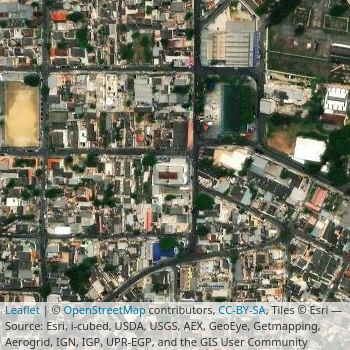 Leaflet | © OpenStreetMap contributors, CC-BY-SA, Tiles © Esri —
Source: Esri, i-cubed, USDA, USGS, AEX, GeoEye, Getmapping,
Aerogrid, IGN, IGP, UPR-EGP, and the GIS User Community